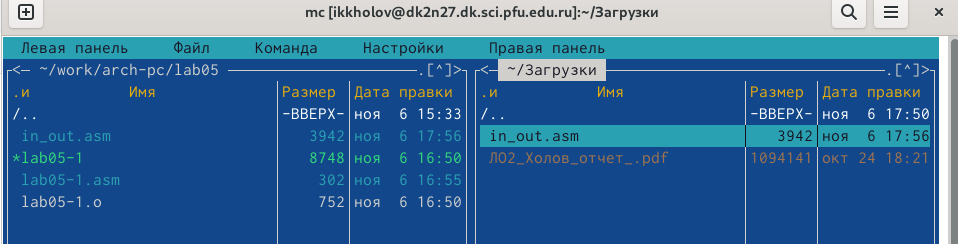 mc [ikkholov@dk2n27.dk.sci.pfu.edu.ru]:~/Загрузки
Левая панель Файл Команда Настройки Правая панель
<— ~/work/arch-pc/lab05 .[^]>
.и Имя Размер Дата правки
/.. -ВВЕРХ- ноя 6 15:33
in_out.asm 3942 ноя 6 17:56
*lab05-1 8748 ноя 6 16:50
lab05-1.asm 302 ноя 6 16:55
lab05-1.o 752 ноя 6 16:50
<— ~/Загрузки .[^]>
.и Имя Размер Дата правки
/.. -ВВЕРХ- ноя 6 17:50
in_out.asm 3942 ноя 6 17:56
ЛО2_Холов_отчет_.pdf 1094141 окт 24 18:21